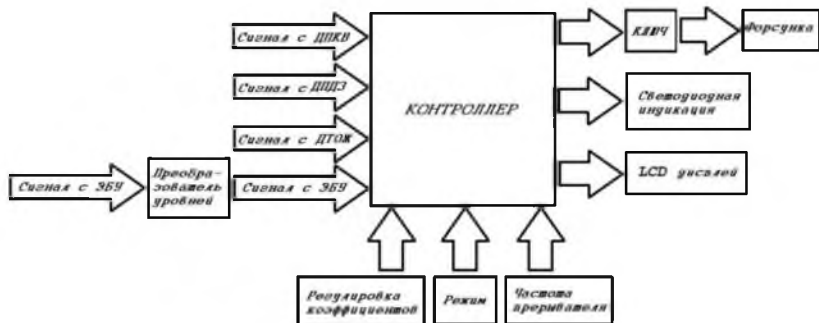 Сигнал с ДПКВ
КЛЮЧ
Форсунка
Сигнал с ДПДЗ
КОНТРОЛЛЕР
Светодиодная
индикация
Сигнал с ДТОЖ
Сигнал с ЭБУ
Преобра-
зователь
уровней
Сигнал с ЭБУ
LCD дисплей
Регулировка
коэффициентов
Режим
Частота
прерывателя